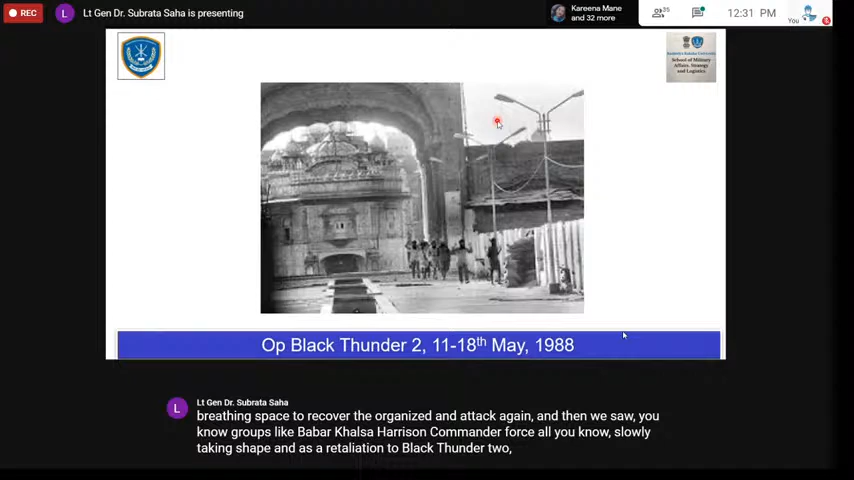 REC
L
Lt Gen Dr. Subrata Saha is presenting
Kareena Mane
and 32 more
35
12:31 PM
You
School of Military
Affairs, Strategy
and Logistics
Op Black Thunder 2, 11-18th May, 1988
L
Lt Gen Dr. Subrata Saha
breathing space to recover the organized and attack again, and then we saw, you
know groups like Babar Khalsa Harrison Commander force all you know, slowly
taking shape and as a retaliation to Black Thunder two,